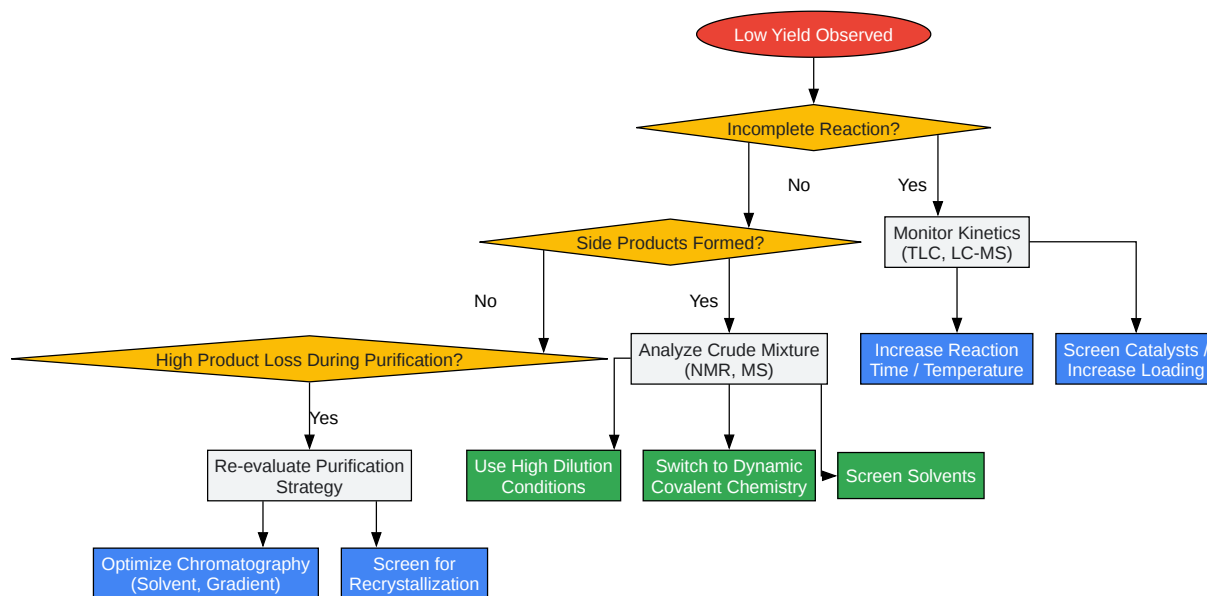 Low Yield Observed
Incomplete Reaction?
No
Yes
Monitor Kinetics
(TLC, LC-MS)
Side Products Formed?
No
Yes
High Product Loss During Purification?
Analyze Crude Mixture
(NMR, MS)
Increase Reaction
Time / Temperature
Screen Catalysts /
Increase Loading
Yes
Re-evaluate Purification
Strategy
Use High Dilution
Conditions
Switch to Dynamic
Covalent Chemistry
Screen Solvents
Optimize Chromatography
(Solvent, Gradient)
Screen for
Recrystallization